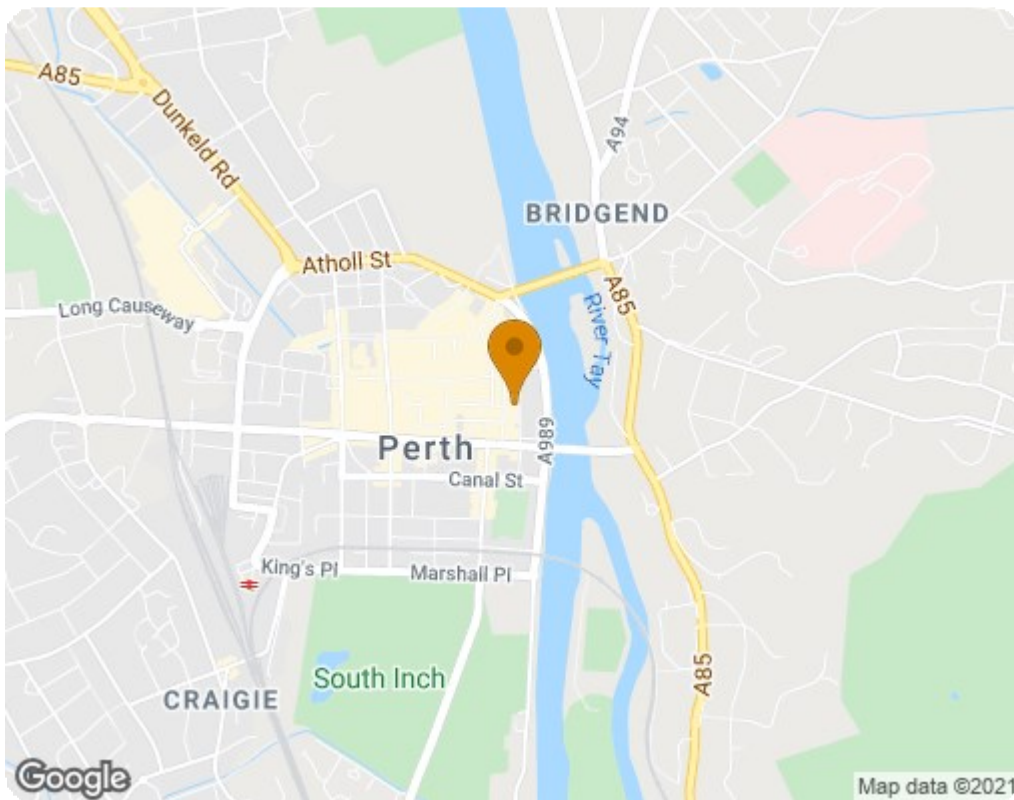 A85
Dunkeld Rd
A94
BRIDGEND
Atholl St
A85
River Tay
Long Causeway
Perth
A989
Canal St
King's Pl
Marshall Pl
South Inch
A85
CRAIGIE
Google
Map data ©2021